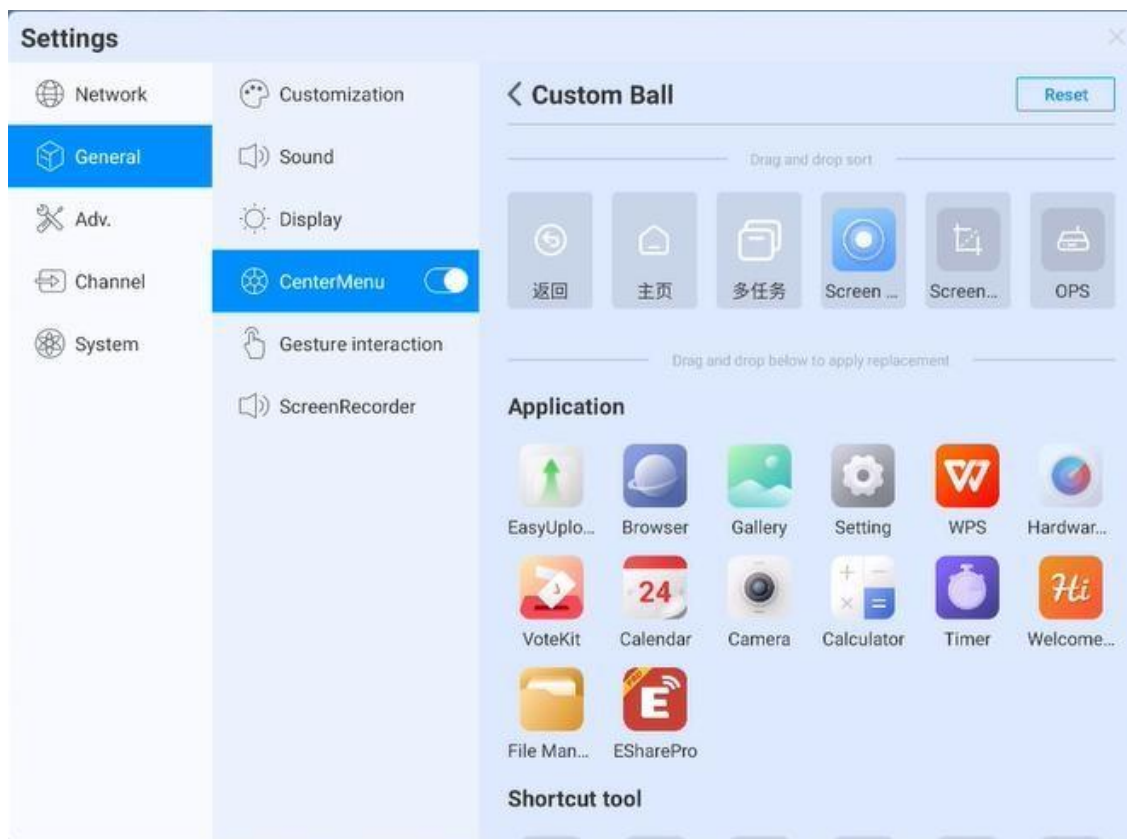 Settings
Network
General
Adv.
Channel
System
Customization
Sound
Display
CenterMenu
Gesture interaction
ScreenRecorder
Custom Ball
Reset
Drag and drop sort
返回 主页 多任务 Screen ... Screen... OPS
Drag and drop below to apply replacement
Application
EasyUplo... Browser Gallery Setting WPS Hardwar...
24
Hi
VoteKit Calendar Camera Calculator Timer Welcome...
PRO
E
File Man... ESharePro
Shortcut tool